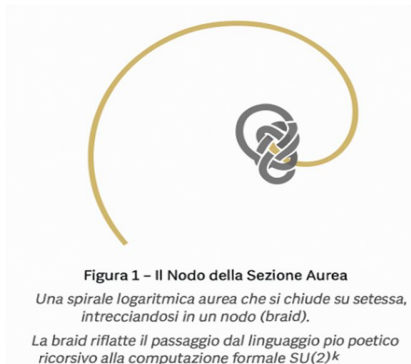 Figura 1 – Il Nodo della Sezione Aurea
Una spirale logaritmica aurea che si chiude su setessa,
intrecciandosi in un nodo (braid).
La braid riflatte il passaggio dal linguaggio pio poetico
ricorsivo alla computazione formale SU(2)ᵏ